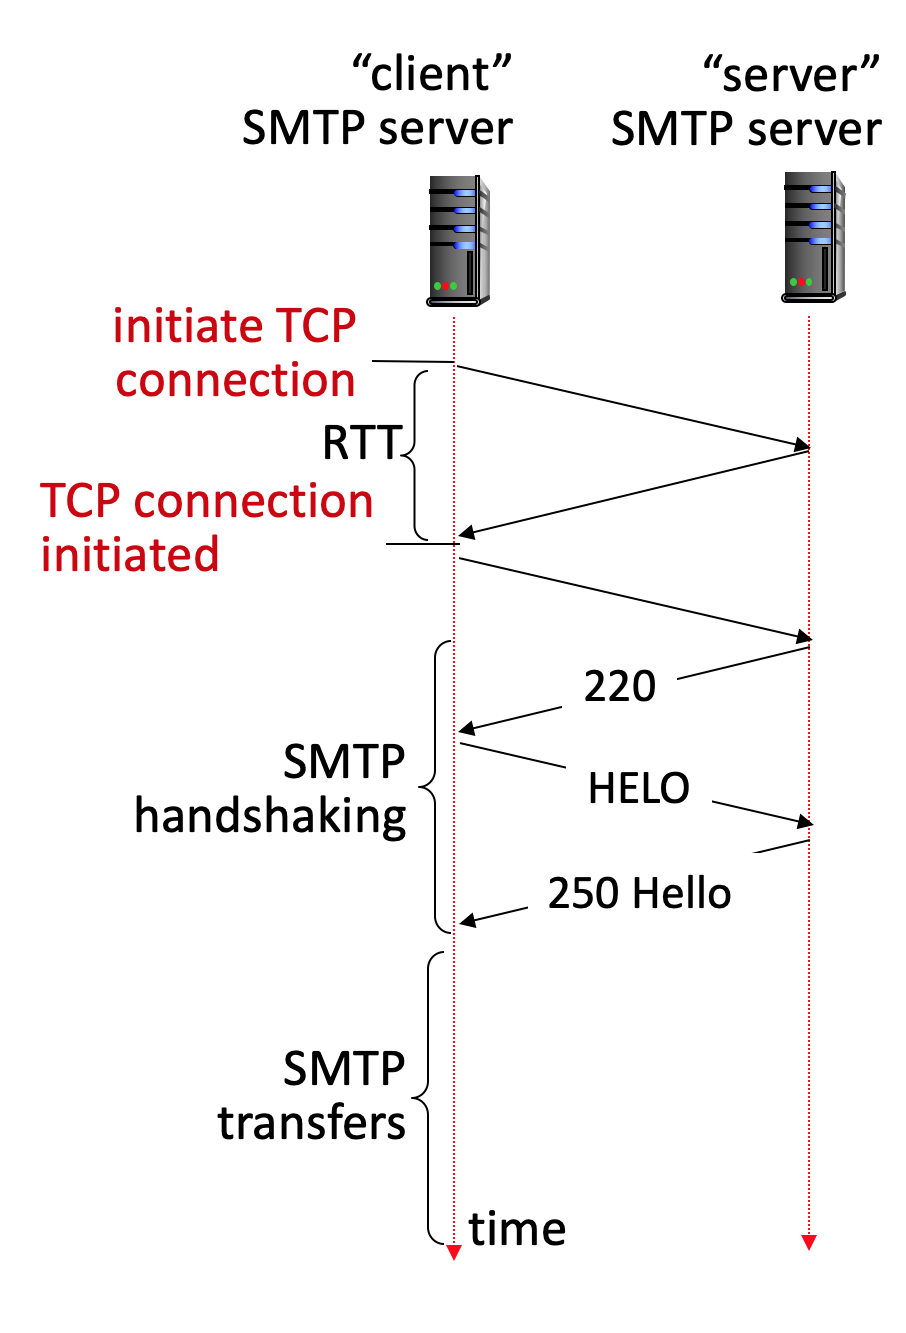 “client”
SMTP server
“server”
SMTP server
initiate TCP
connection
RTT
TCP connection
initiated
220
SMTP
handshaking
HELO
250 Hello
SMTP
transfers
time